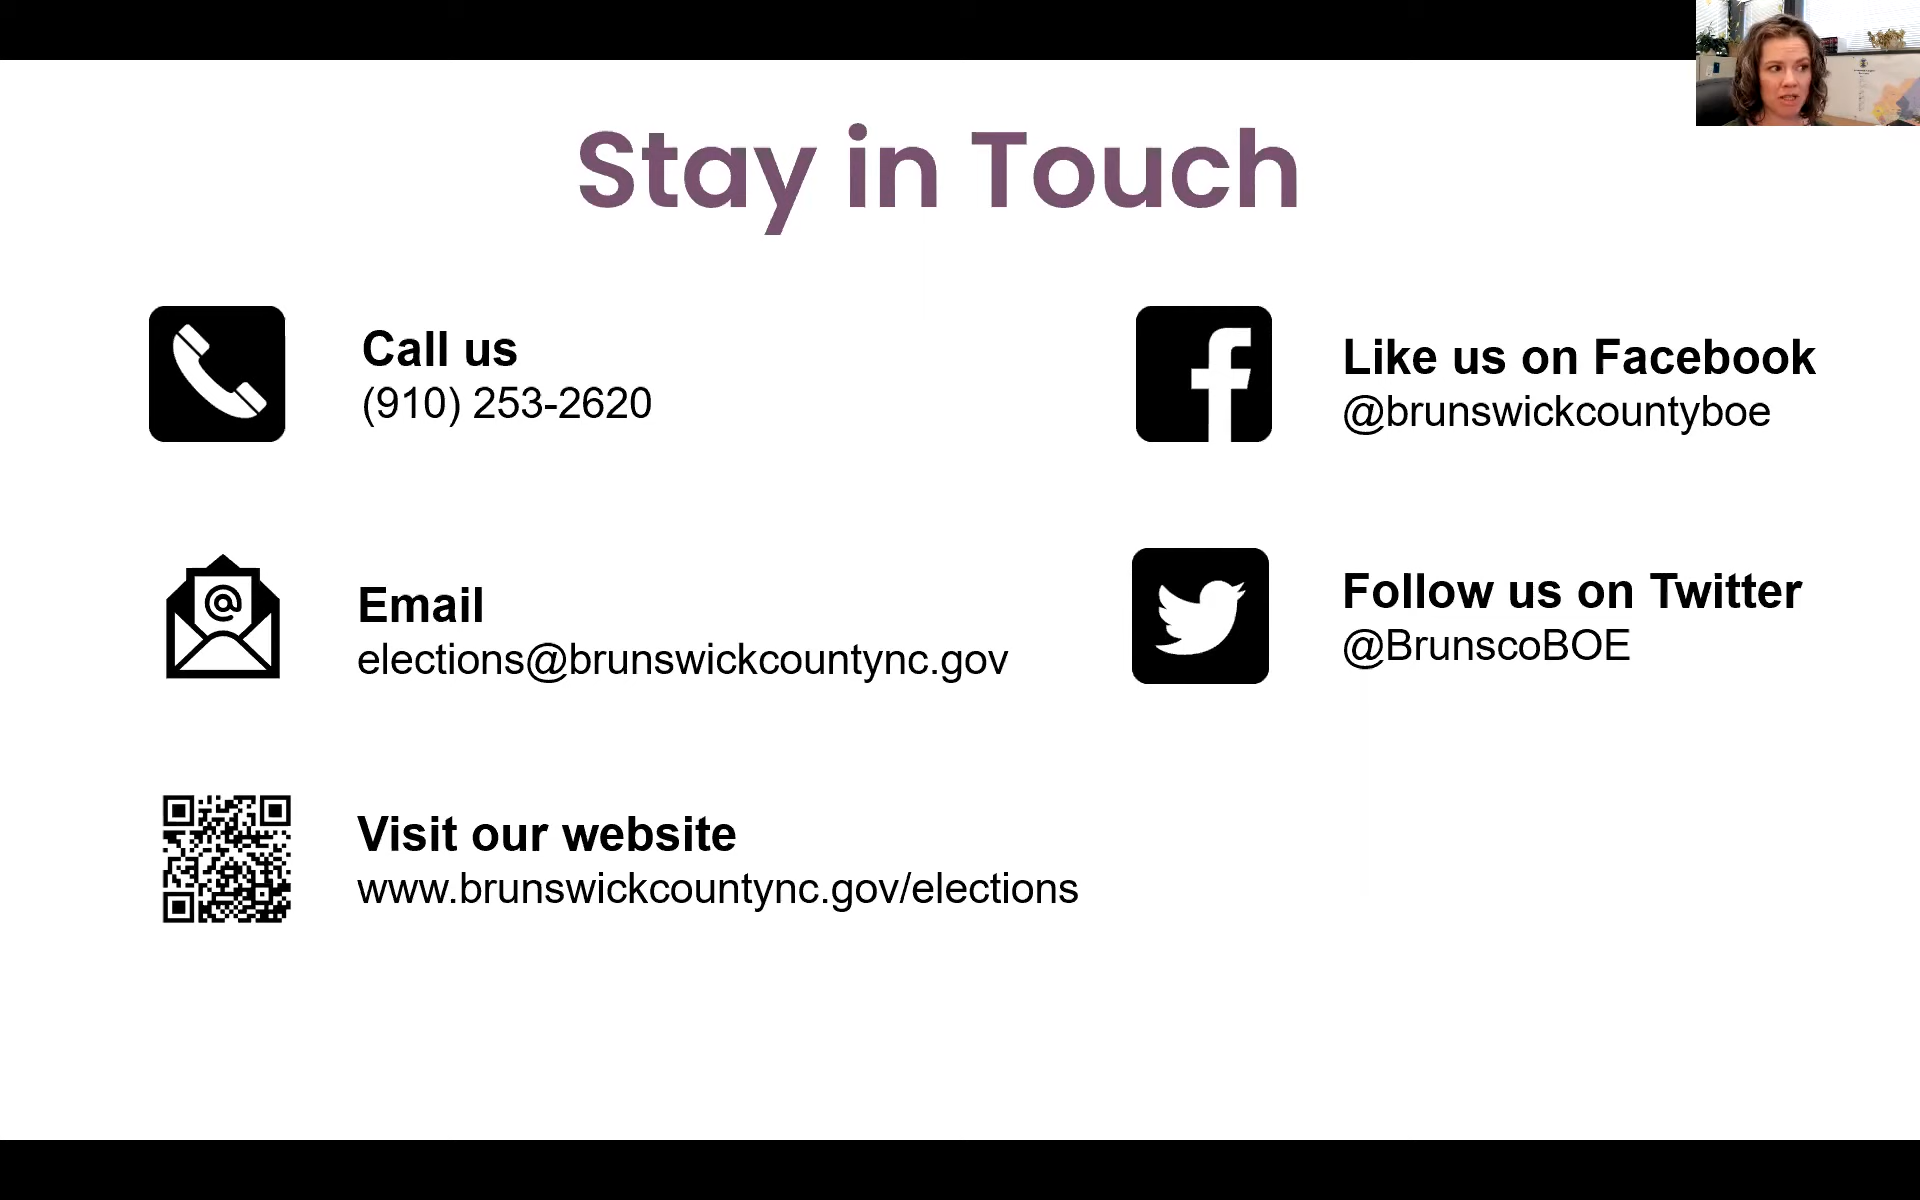 Stay in Touch
Call us
(910) 253-2620
Email
elections@brunswickcountync.gov
Visit our website
www.brunswickcountync.gov/elections
Like us on Facebook
@brunswickcountyboe
Follow us on Twitter
@BrunscoBOE